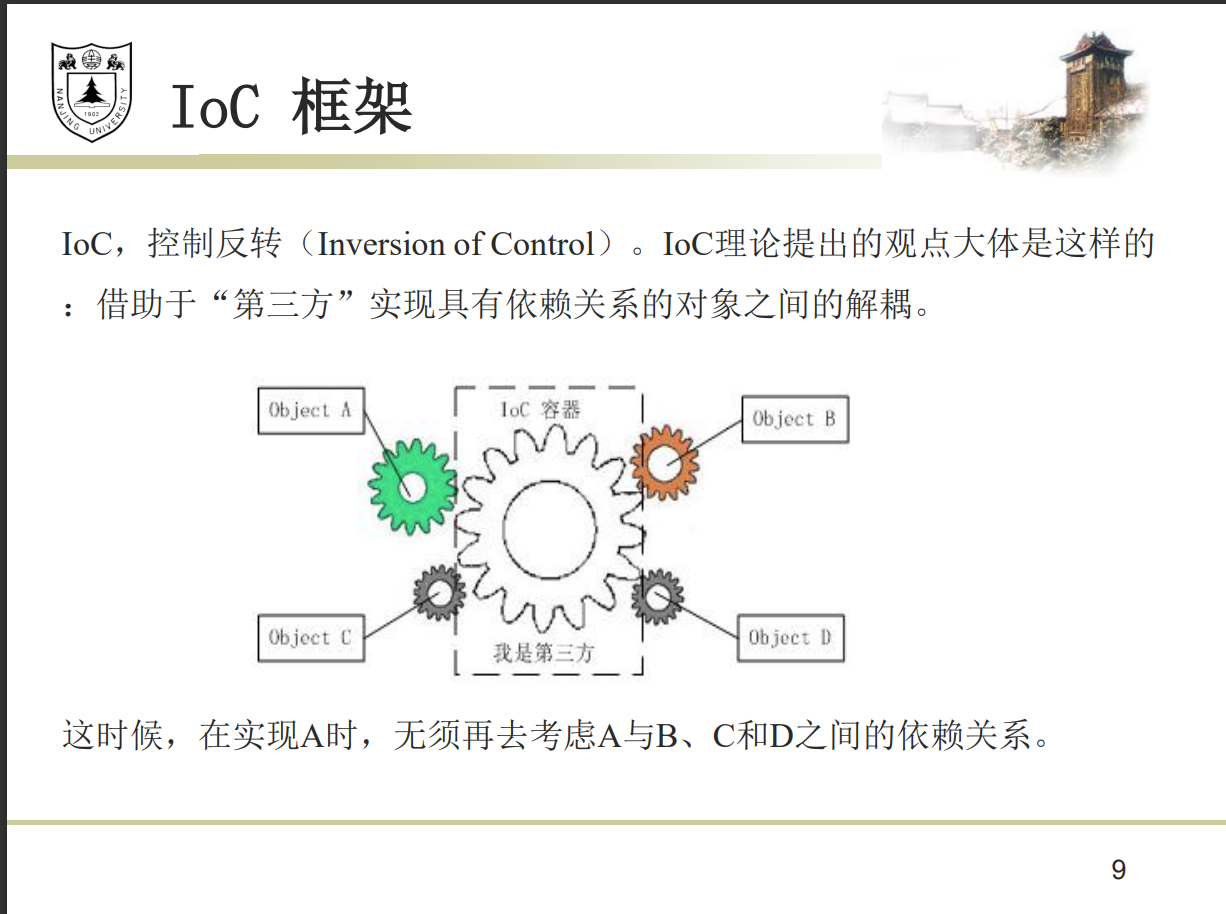 NANJING UNIVERSITY
1902
IoC 框架
IoC，控制反转（Inversion of Control）。IoC理论提出的观点大体是这样的
：借助于“第三方”实现具有依赖关系的对象之间的解耦。
Object A
IoC 容器
Object B
Object C
我是第三方
Object D
这时候，在实现A时，无须再去考虑A与B、C和D之间的依赖关系。
9